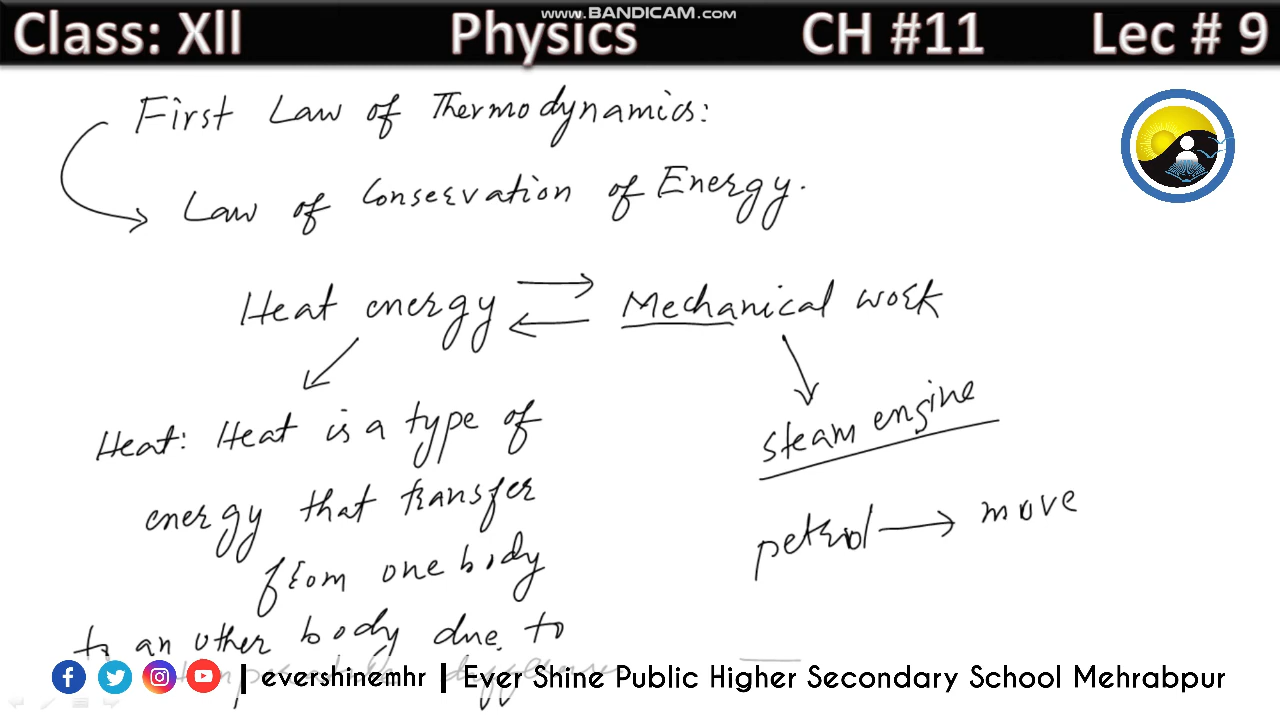 www.BANDICAM.com
Class: XII Physics CH #11 Lec # 9
First Law of Thermodynamics:
Law of Conservation of Energy.
Heat energy ⇄ Mechanical work
Heat: Heat is a type of
energy that transfer
from one body
to an other body due to
temperature difference
steam engine
petrol → move
| evershinemhr | Ever Shine Public Higher Secondary School Mehrabpur